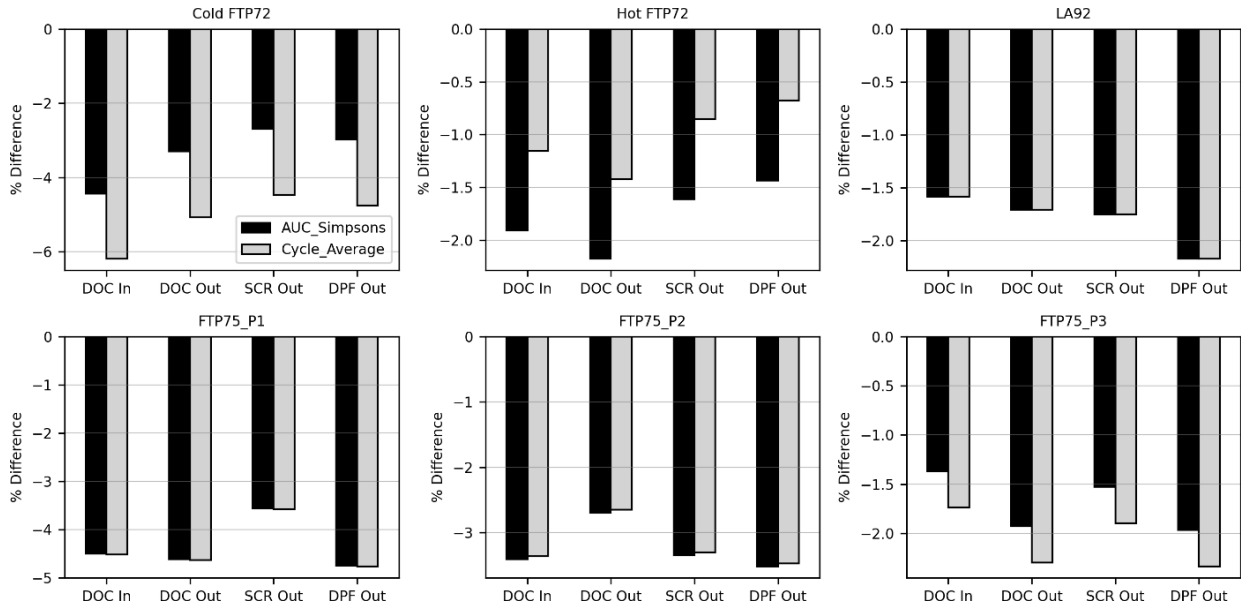 Cold FTP72
% Difference
0
−2
−4
−6
AUC_Simpsons
Cycle_Average
DOC In
DOC Out
SCR Out
DPF Out
Hot FTP72
% Difference
0.0
−0.5
−1.0
−1.5
−2.0
DOC In
DOC Out
SCR Out
DPF Out
LA92
% Difference
0.0
−0.5
−1.0
−1.5
−2.0
DOC In
DOC Out
SCR Out
DPF Out
FTP75_P1
% Difference
0
−1
−2
−3
−4
−5
DOC In
DOC Out
SCR Out
DPF Out
FTP75_P2
% Difference
0
−1
−2
−3
DOC In
DOC Out
SCR Out
DPF Out
FTP75_P3
% Difference
0.0
−0.5
−1.0
−1.5
−2.0
DOC In
DOC Out
SCR Out
DPF Out